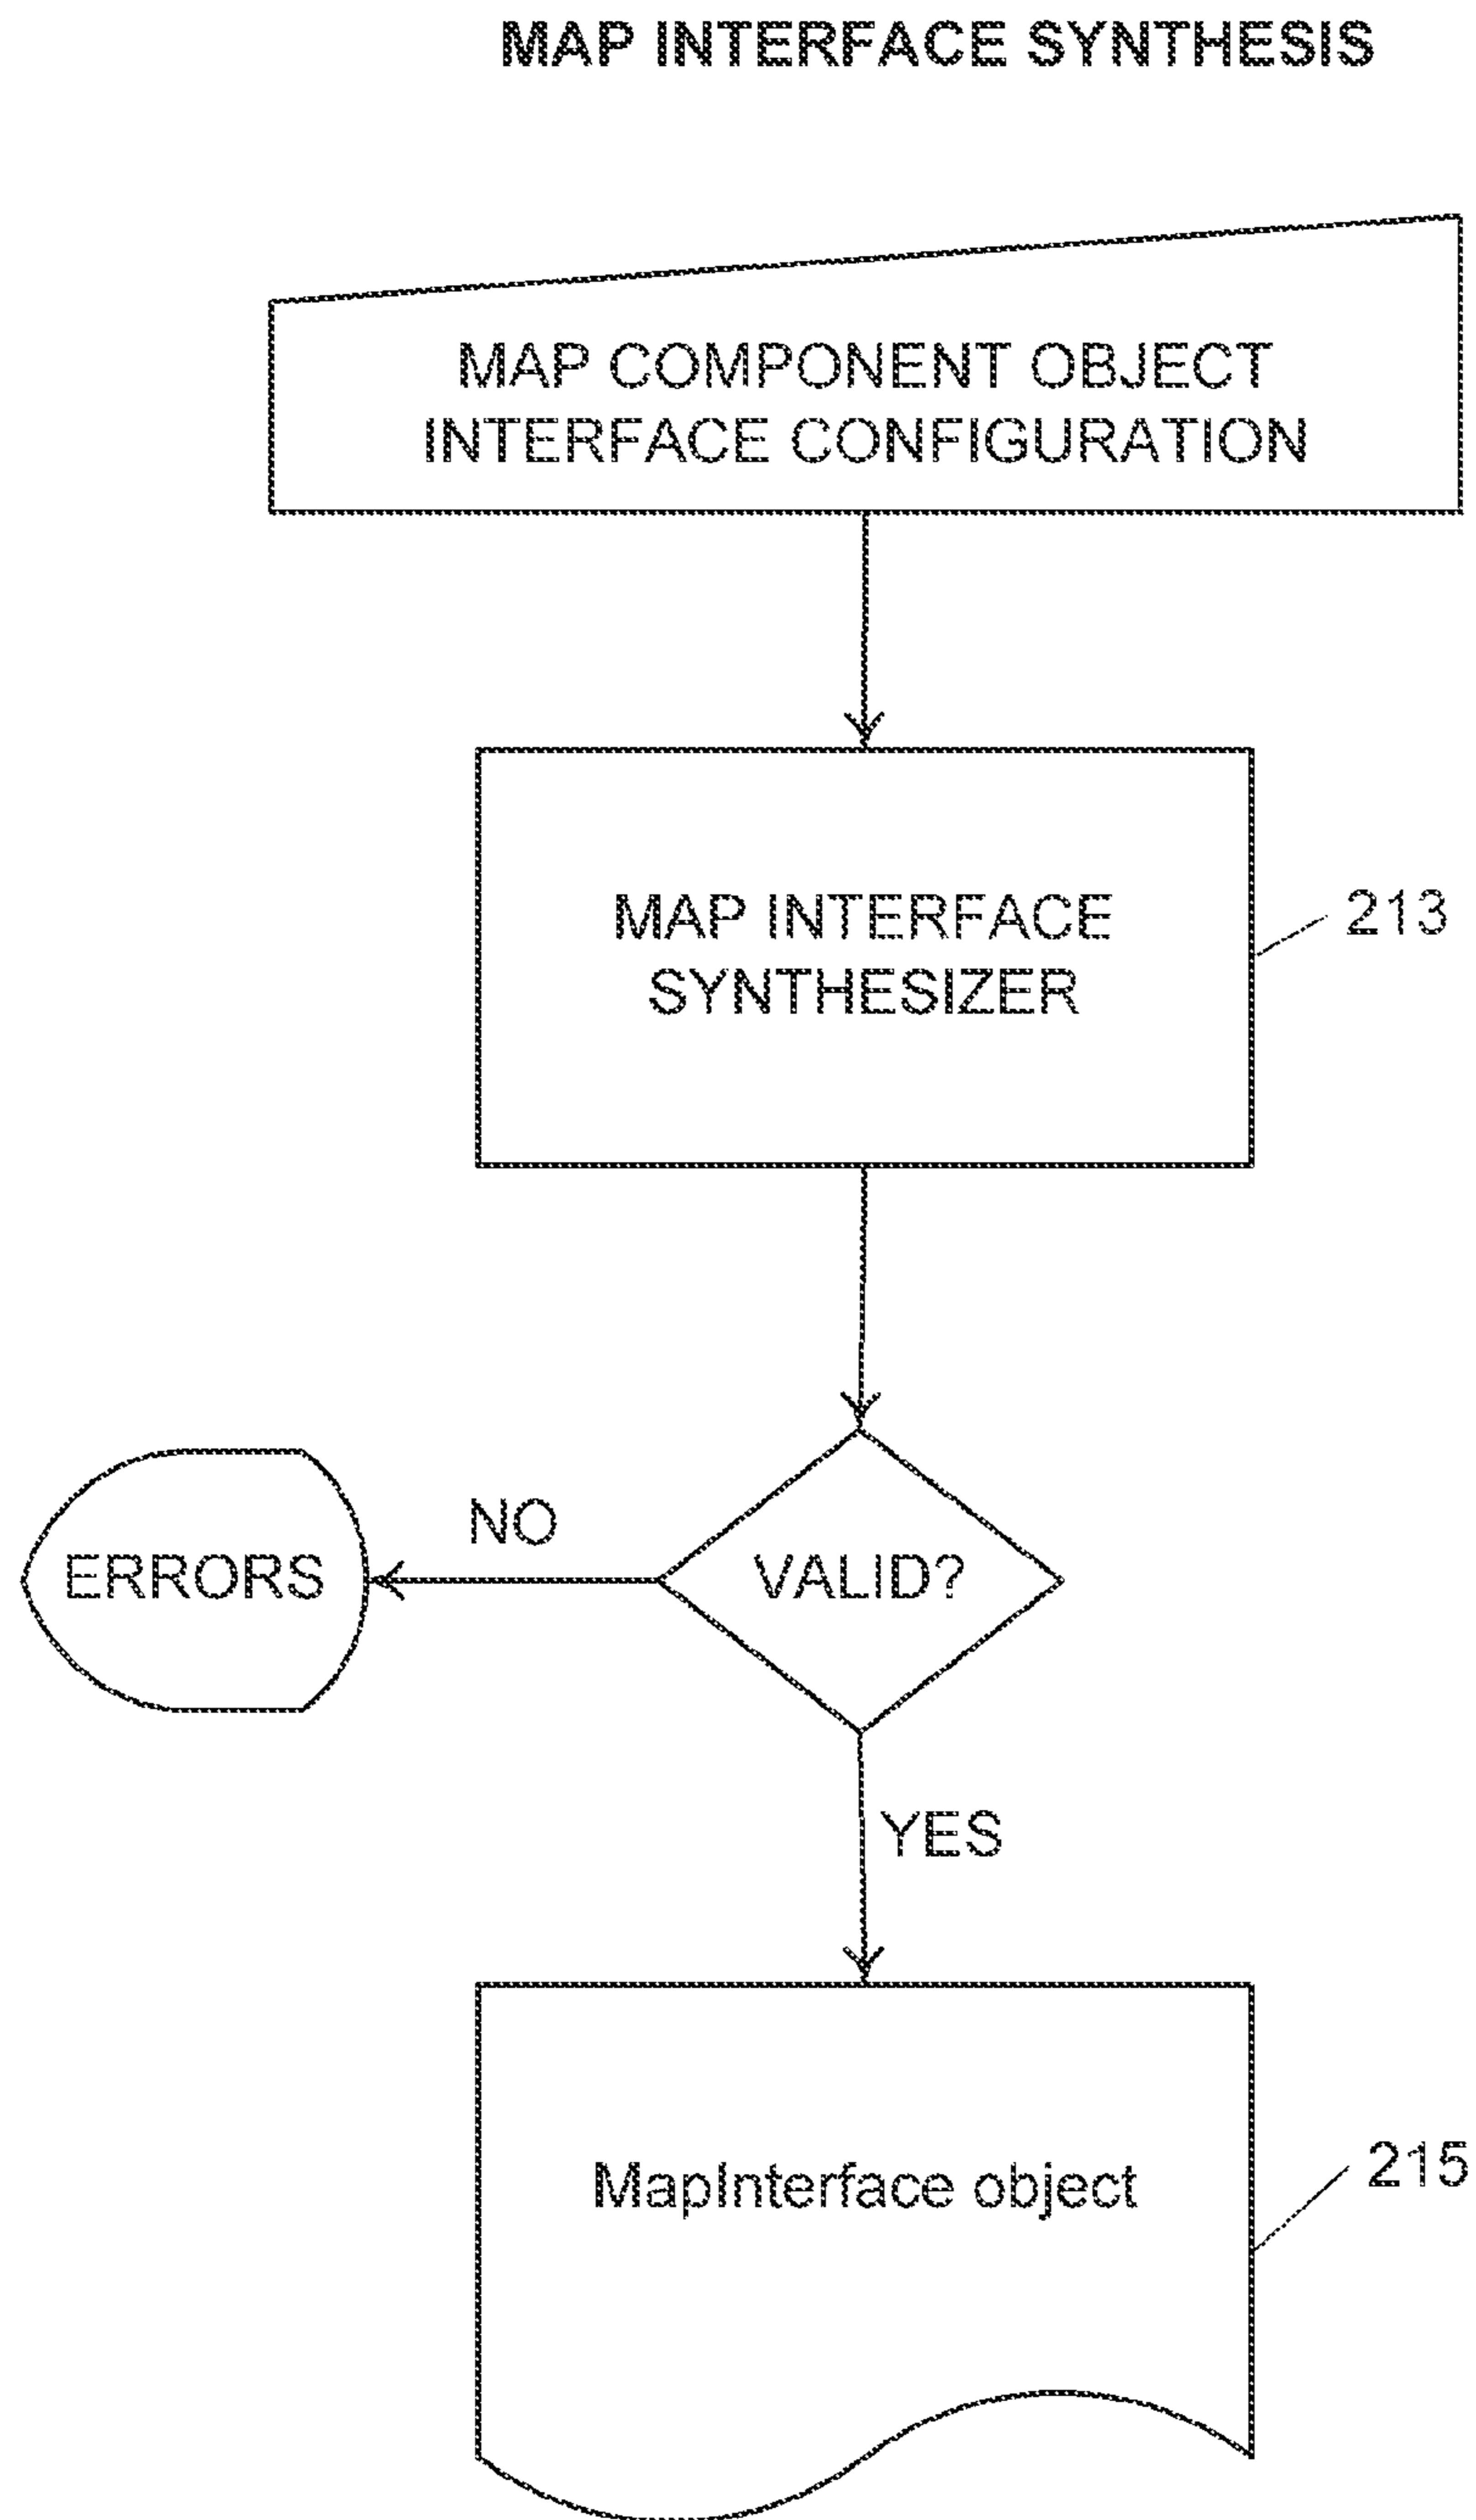 MAP INTERFACE SYNTHESIS
MAP COMPONENT OBJECT
INTERFACE CONFIGURATION
MAP INTERFACE
SYNTHESIZER
213
NO
ERRORS
VALID?
YES
MapInterface object
215